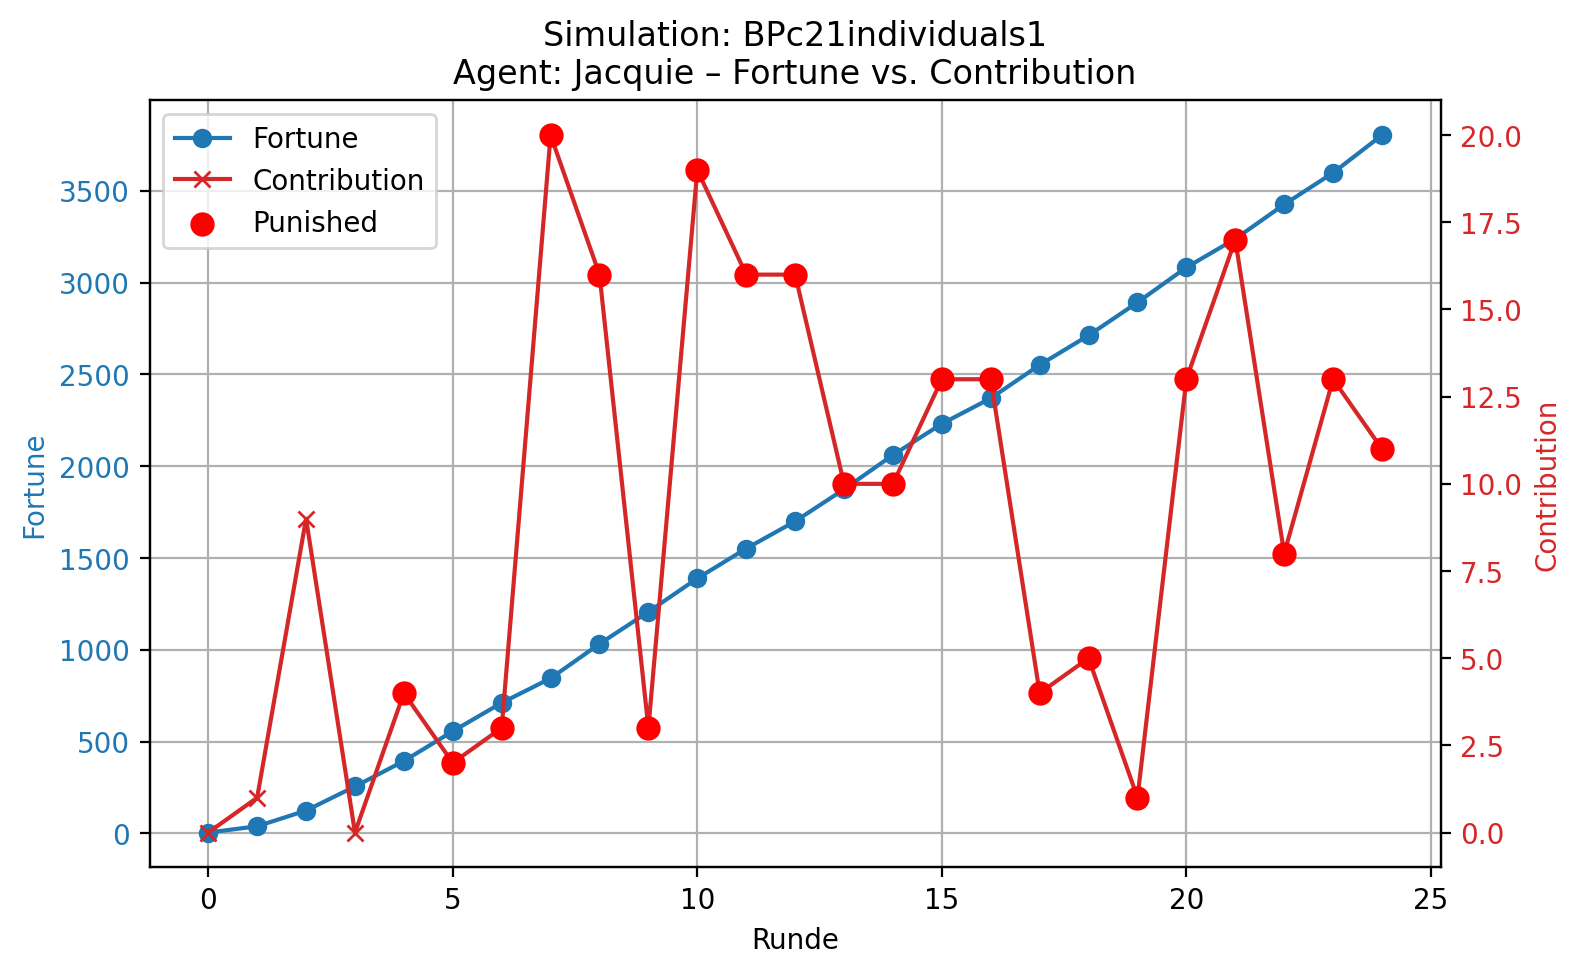 Simulation: BPc21individuals1
Agent: Jacquie – Fortune vs. Contribution
Fortune
Contribution
Punished
3500
3000
2500
2000
1500
1000
500
0
Fortune
20.0
17.5
15.0
12.5
10.0
7.5
5.0
2.5
0.0
Contribution
0 5 10 15 20 25
Runde